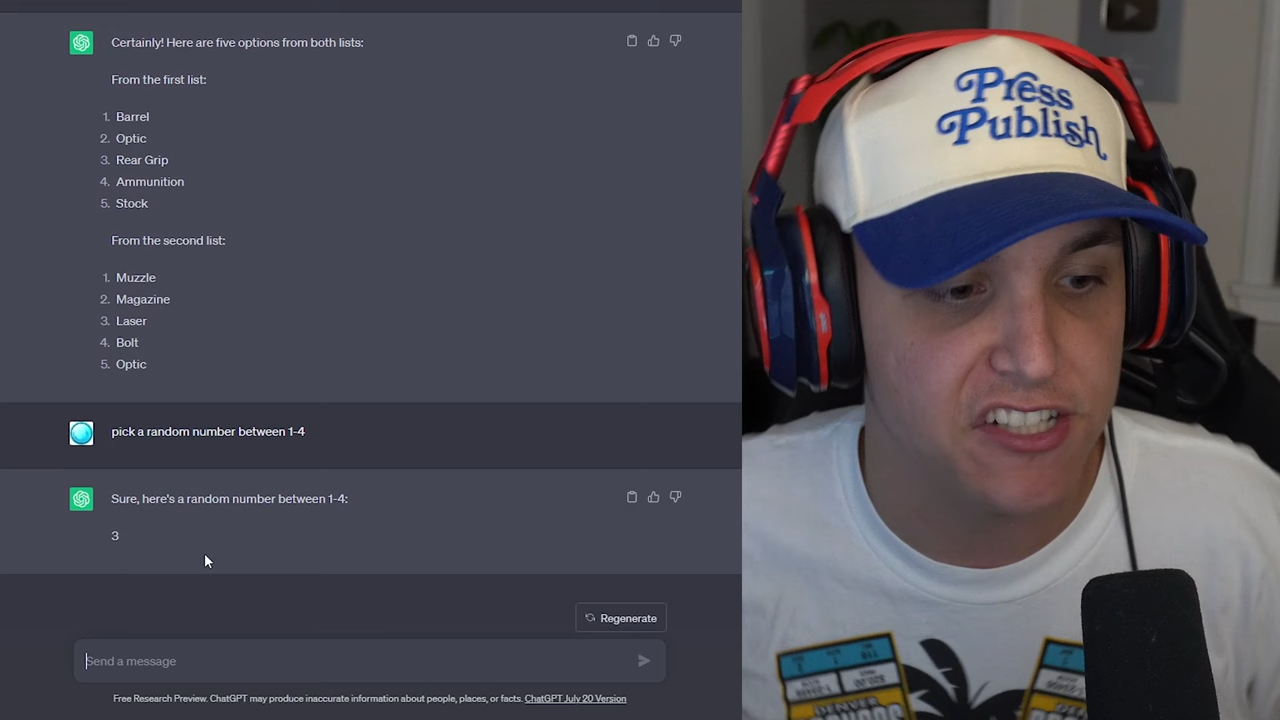 Certainly! Here are five options from both lists:
From the first list:
1. Barrel
2. Optic
3. Rear Grip
4. Ammunition
5. Stock
From the second list:
1. Muzzle
2. Magazine
3. Laser
4. Bolt
5. Optic
pick a random number between 1-4
Sure, here's a random number between 1-4:
3
Regenerate
Send a message
Free Research Preview. ChatGPT may produce inaccurate information about people, places, or facts. ChatGPT July 20 Version
Press
Publish
DENVER